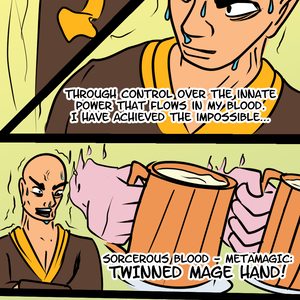 THROUGH CONTROL OVER THE INNATE
POWER THAT FLOWS IN MY BLOOD.
I HAVE ACHIEVED THE IMPOSSIBLE...
SORCEROUS BLOOD - METAMAGIC:
TWINNED MAGE HAND!